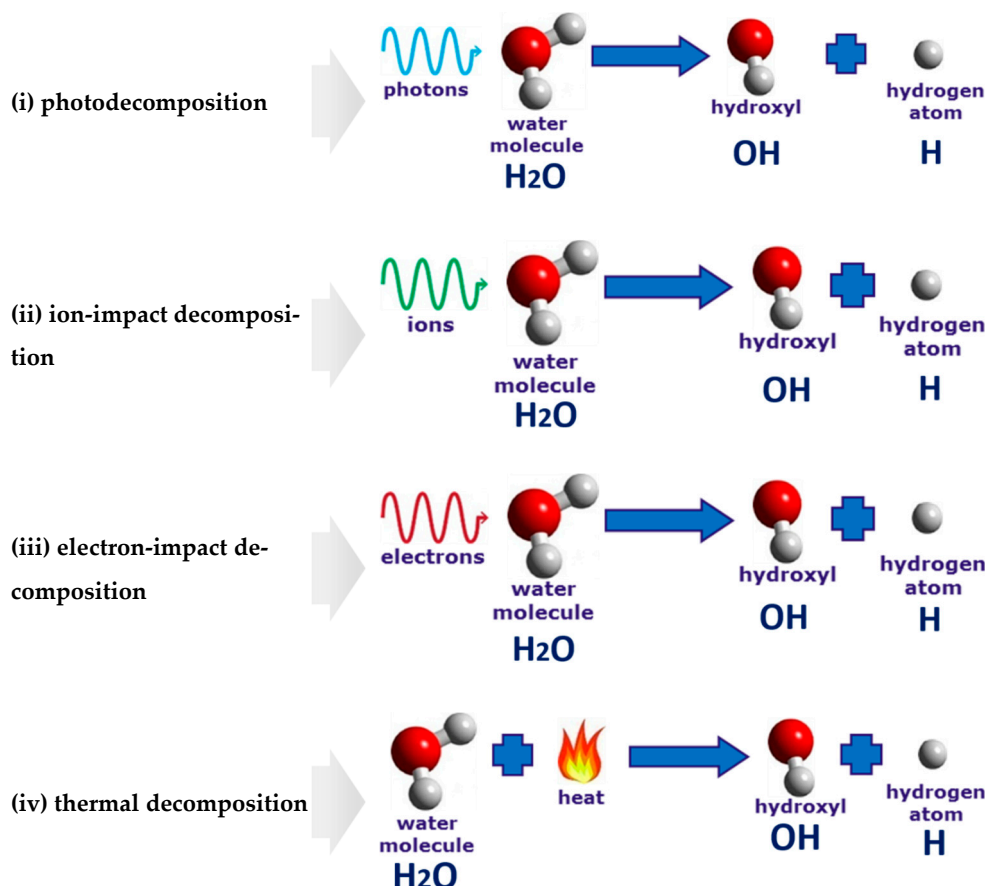 (i) photodecomposition
photons
water
molecule
H2O
hydroxyl
OH
hydrogen
atom
H
(ii) ion-impact decomposi-
tion
ions
water
molecule
H2O
hydroxyl
OH
hydrogen
atom
H
(iii) electron-impact de-
composition
electrons
water
molecule
H2O
hydroxyl
OH
hydrogen
atom
H
(iv) thermal decomposition
water
molecule
H2O
heat
hydroxyl
OH
hydrogen
atom
H